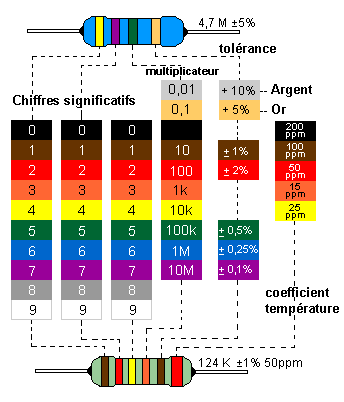 4,7 M ±5%
tolérance
multiplicateur
Chiffres significatifs
0,01 + 10% Argent
0,1 + 5% Or
0 0 0 200 ppm
1 1 1 10 ± 1% 100 ppm
2 2 2 100 ± 2% 50 ppm
3 3 3 1k 15 ppm
4 4 4 10k 25 ppm
5 5 5 100k ± 0,5%
6 6 6 1M ± 0,25%
7 7 7 10M ± 0,1%
8 8 8
9 9 9
coefficient
température
124 K ±1% 50ppm